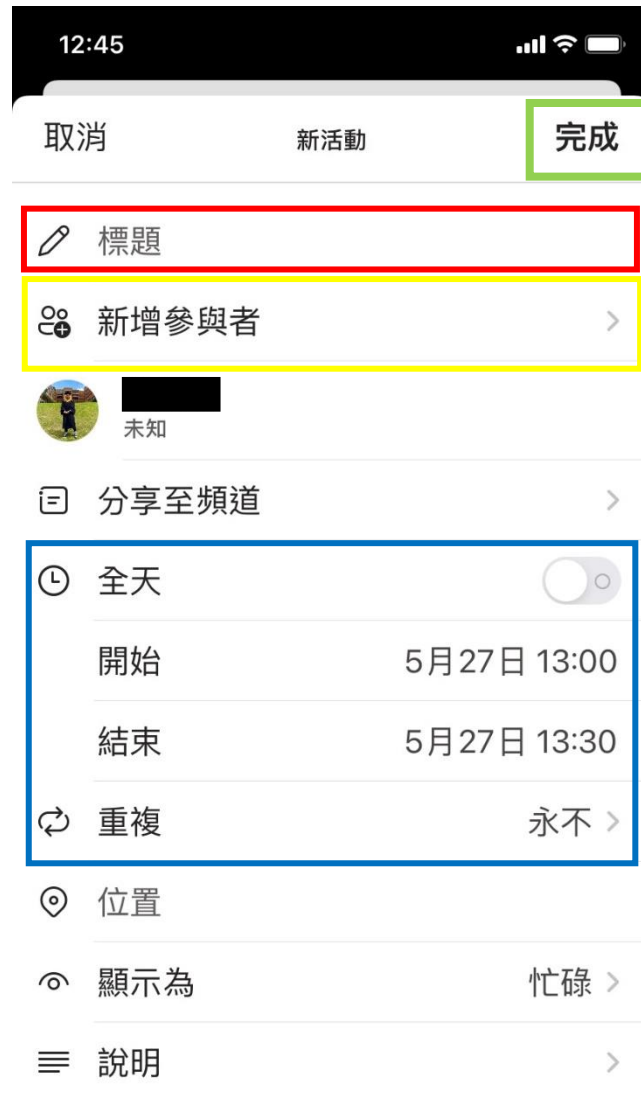 12:45
取消 新活動 完成
標題
新增參與者
未知
分享至頻道
全天
開始 5月27日 13:00
結束 5月27日 13:30
重複 永不
位置
顯示為 忙碌
說明